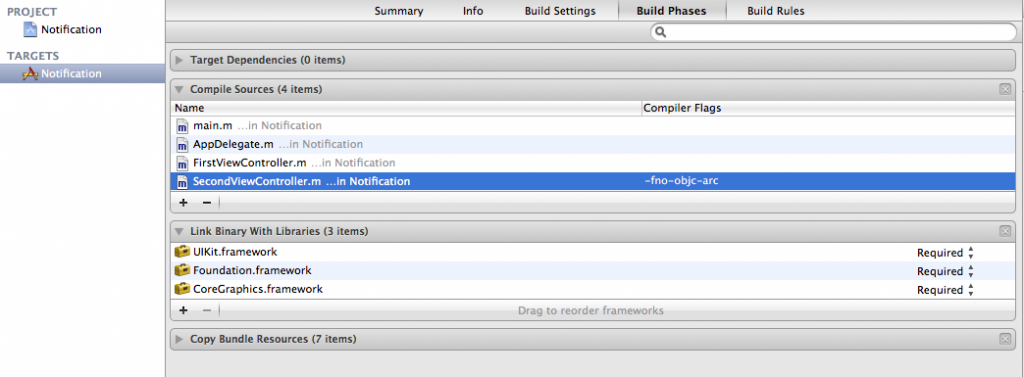 PROJECT
Notification
TARGETS
Notification
Summary Info Build Settings Build Phases Build Rules
Target Dependencies (0 items)
Compile Sources (4 items)
Name Compiler Flags
m main.m ...in Notification
m AppDelegate.m ...in Notification
m FirstViewController.m ...in Notification
m SecondViewController.m ...in Notification -fno-objc-arc
+ −
Link Binary With Libraries (3 items)
UIKit.framework Required
Foundation.framework Required
CoreGraphics.framework Required
+ − Drag to reorder frameworks
Copy Bundle Resources (7 items)